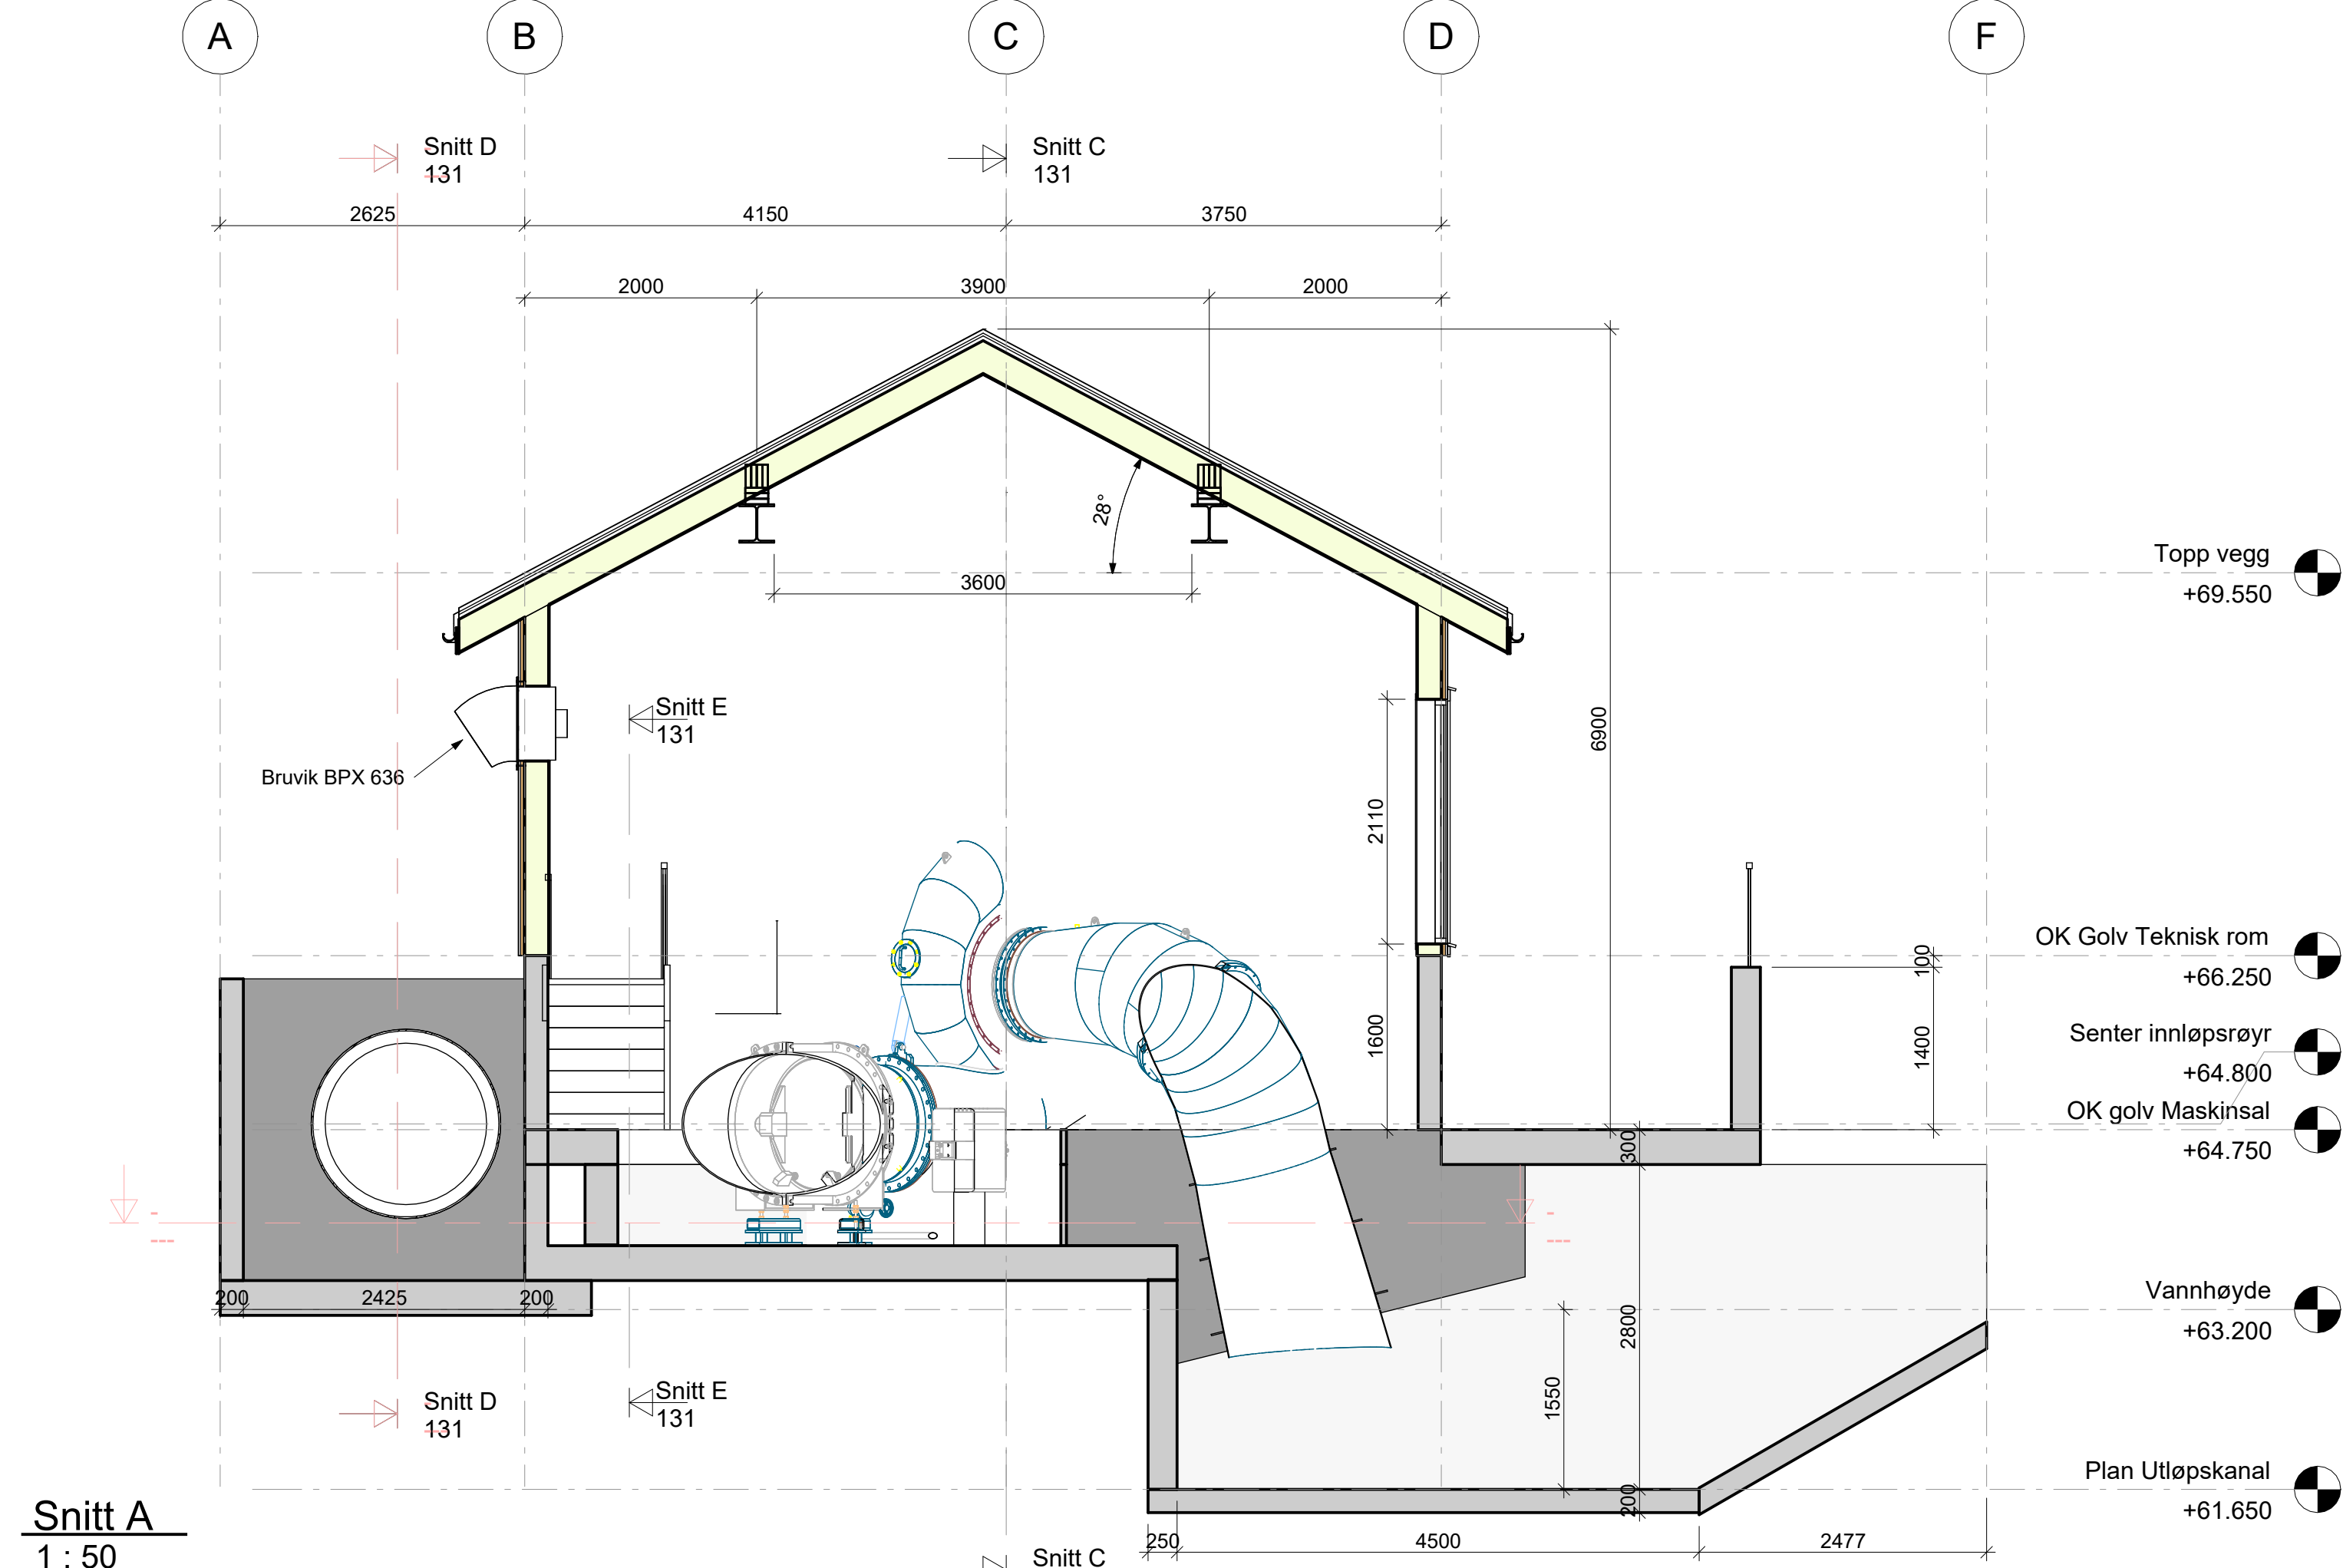 A
B
C
D
F
Snitt D
131
Snitt C
131
2625
4150
3750
2000
3900
2000
28°
3600
Topp vegg
+69.550
Snitt E
131
6900
Bruvik BPX 636
2110
OK Golv Teknisk rom
+66.250
100
1600
1400
Senter innløpsrøyr
+64.800
OK golv Maskinsal
+64.750
300
-
---
-
---
200
2425
200
Vannhøyde
+63.200
2800
1550
Snitt D
131
Snitt E
131
Plan Utløpskanal
+61.650
200
250
4500
2477
Snitt A
1 : 50
Snitt C